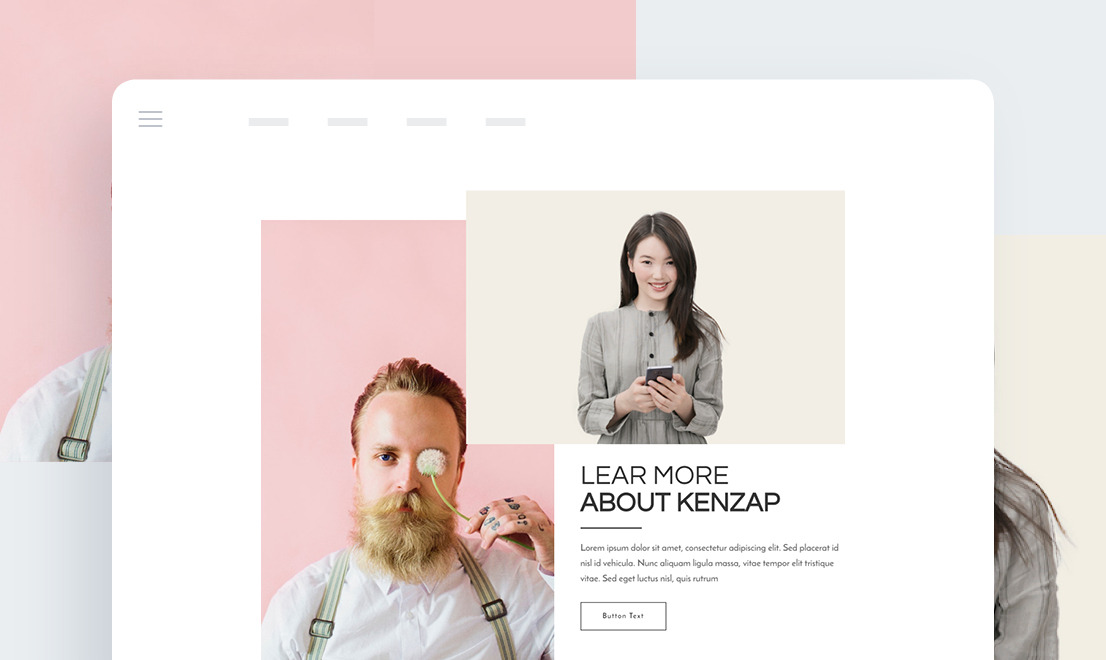 LEAR MORE
ABOUT KENZAP
Lorem ipsum dolor sit amet, consectetur adipiscing elit. Sed placerat id
nisl id vehicula. Nunc aliquam ligula massa, vitae tempor elit tristique
vitae. Sed eget luctus nisl, quis rutrum
Button Text